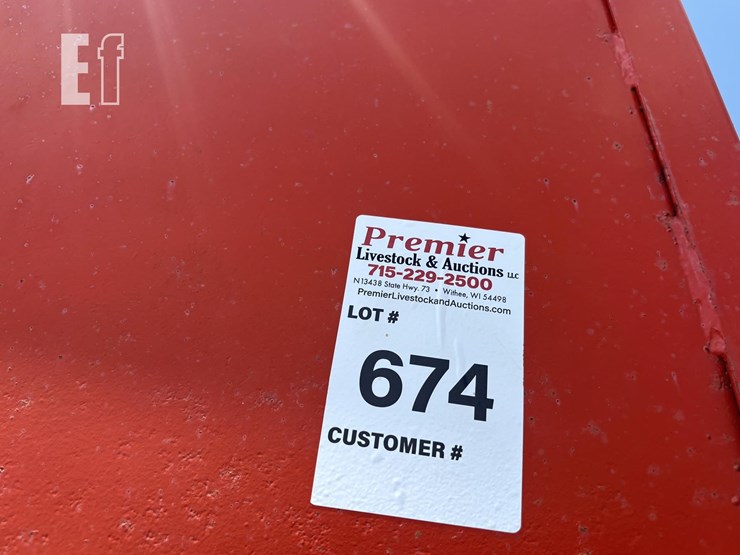 Ef
Premier
Livestock & Auctions LLC
715-229-2500
N13438 State Hwy. 73 • Withee, WI 54498
PremierLivestockandAuctions.com
LOT #
674
CUSTOMER #